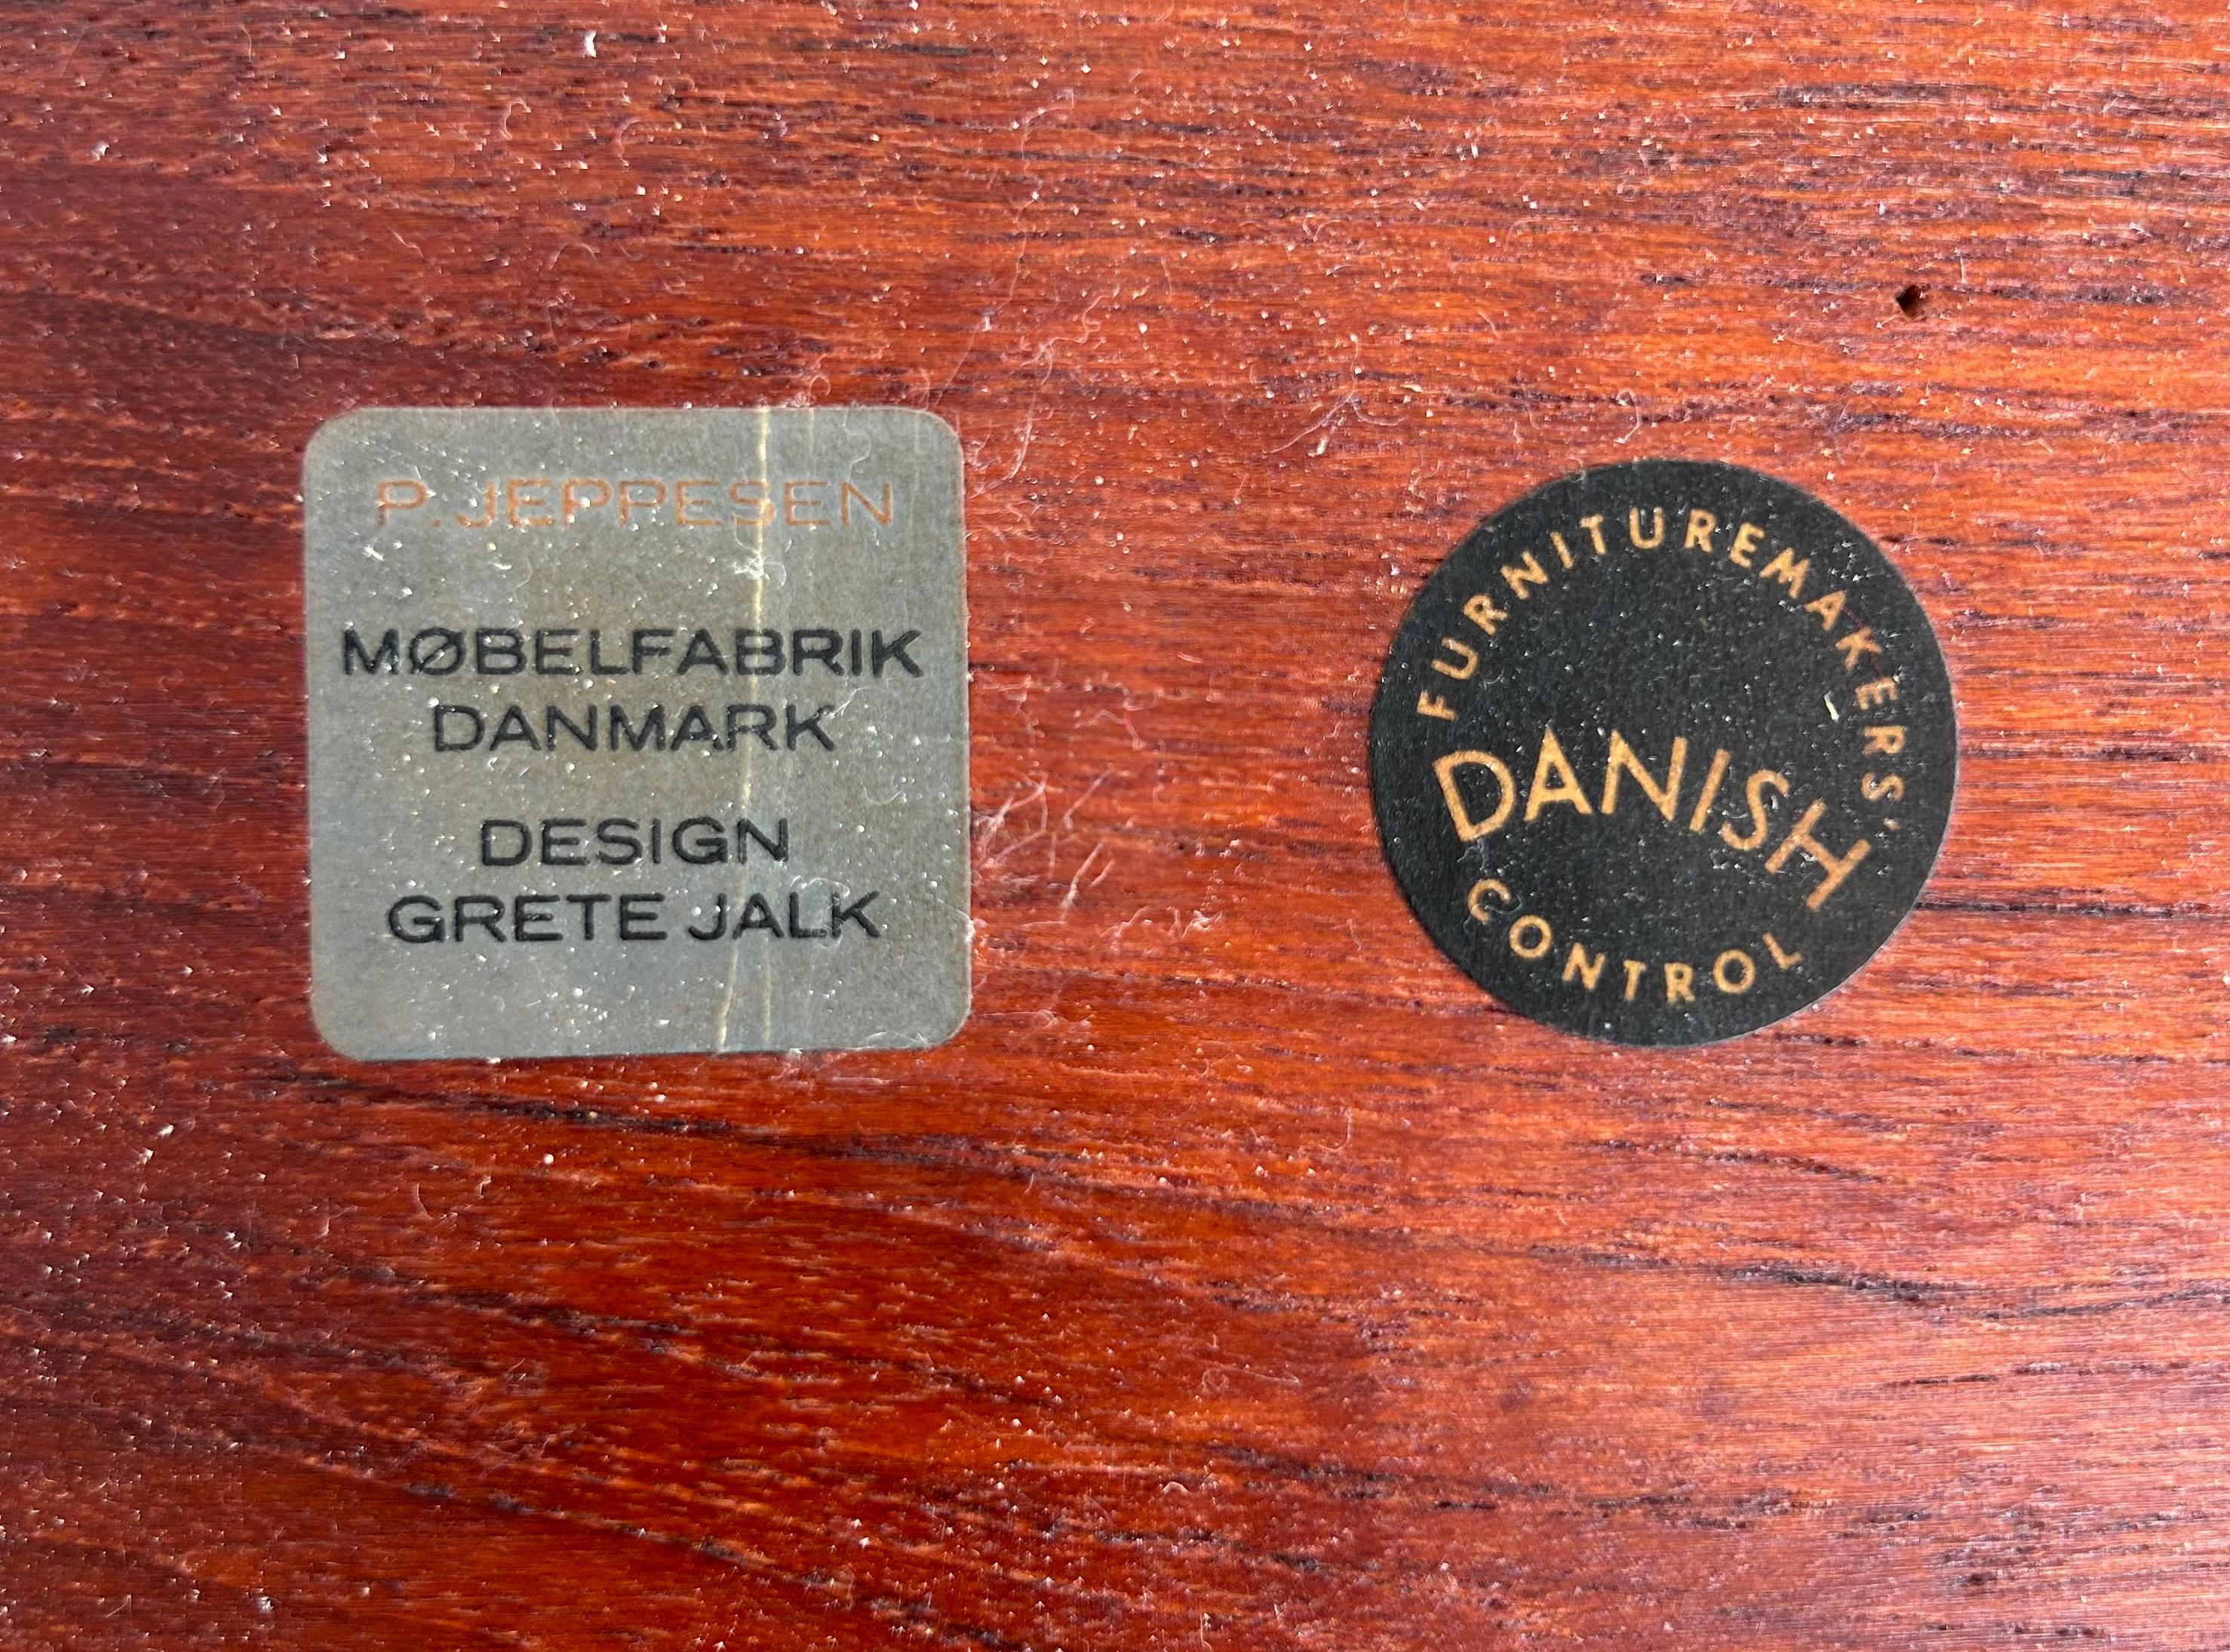 P. JEPPESEN
MØBELFABRIK
DANMARK
DESIGN
GRETE JALK
FURNITUREMAKERS'
DANISH
CONTROL